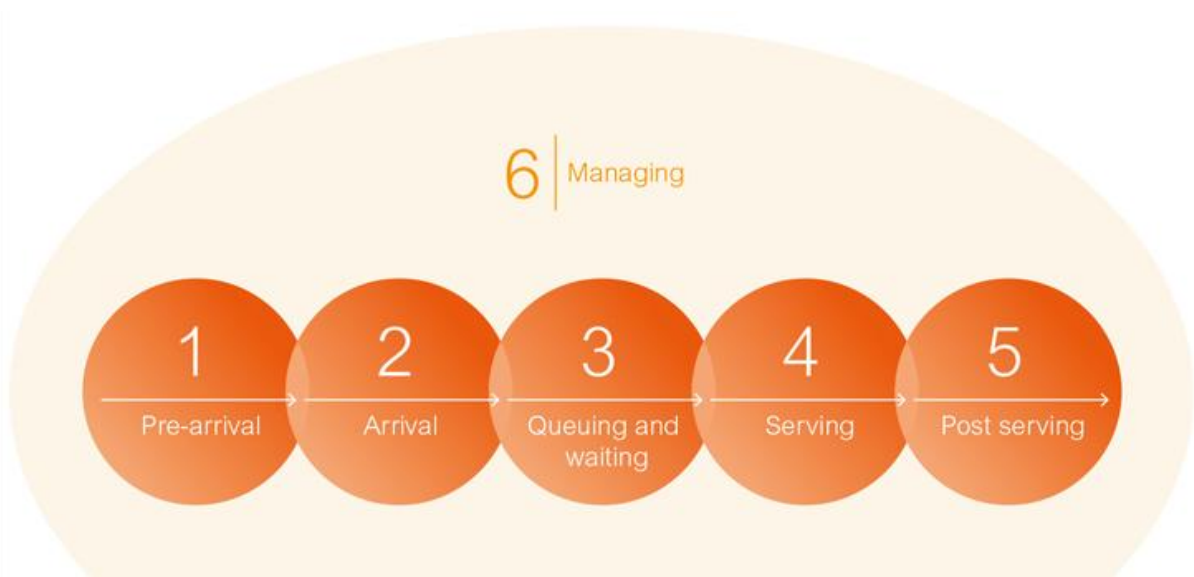 6 Managing
1
Pre-arrival
2
Arrival
3
Queuing and
waiting
4
Serving
5
Post serving